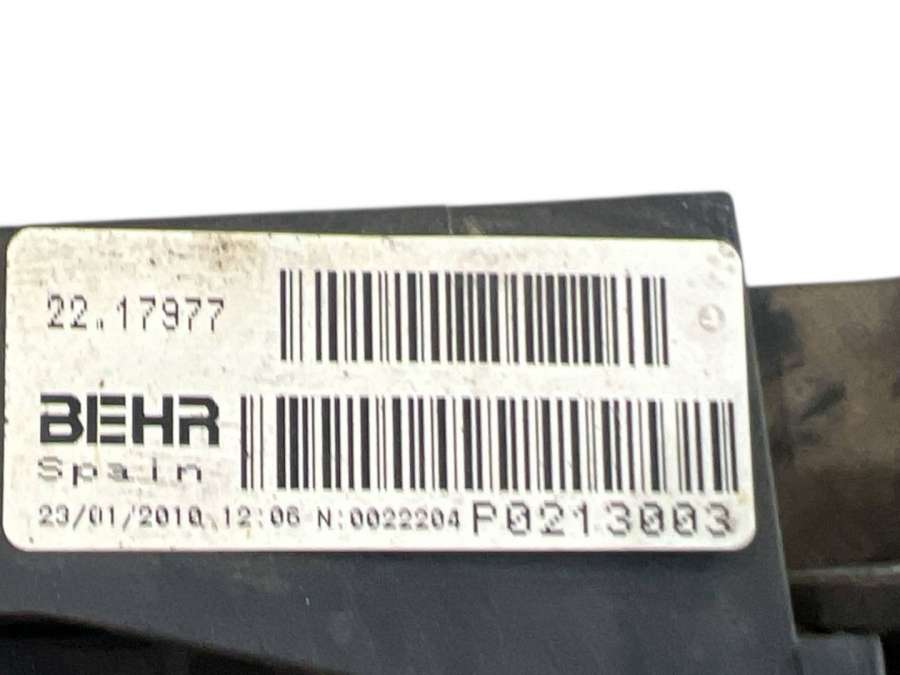 22.17977
BEHR
Spain
23/01/2010 12:06 N:0022204 P0213003